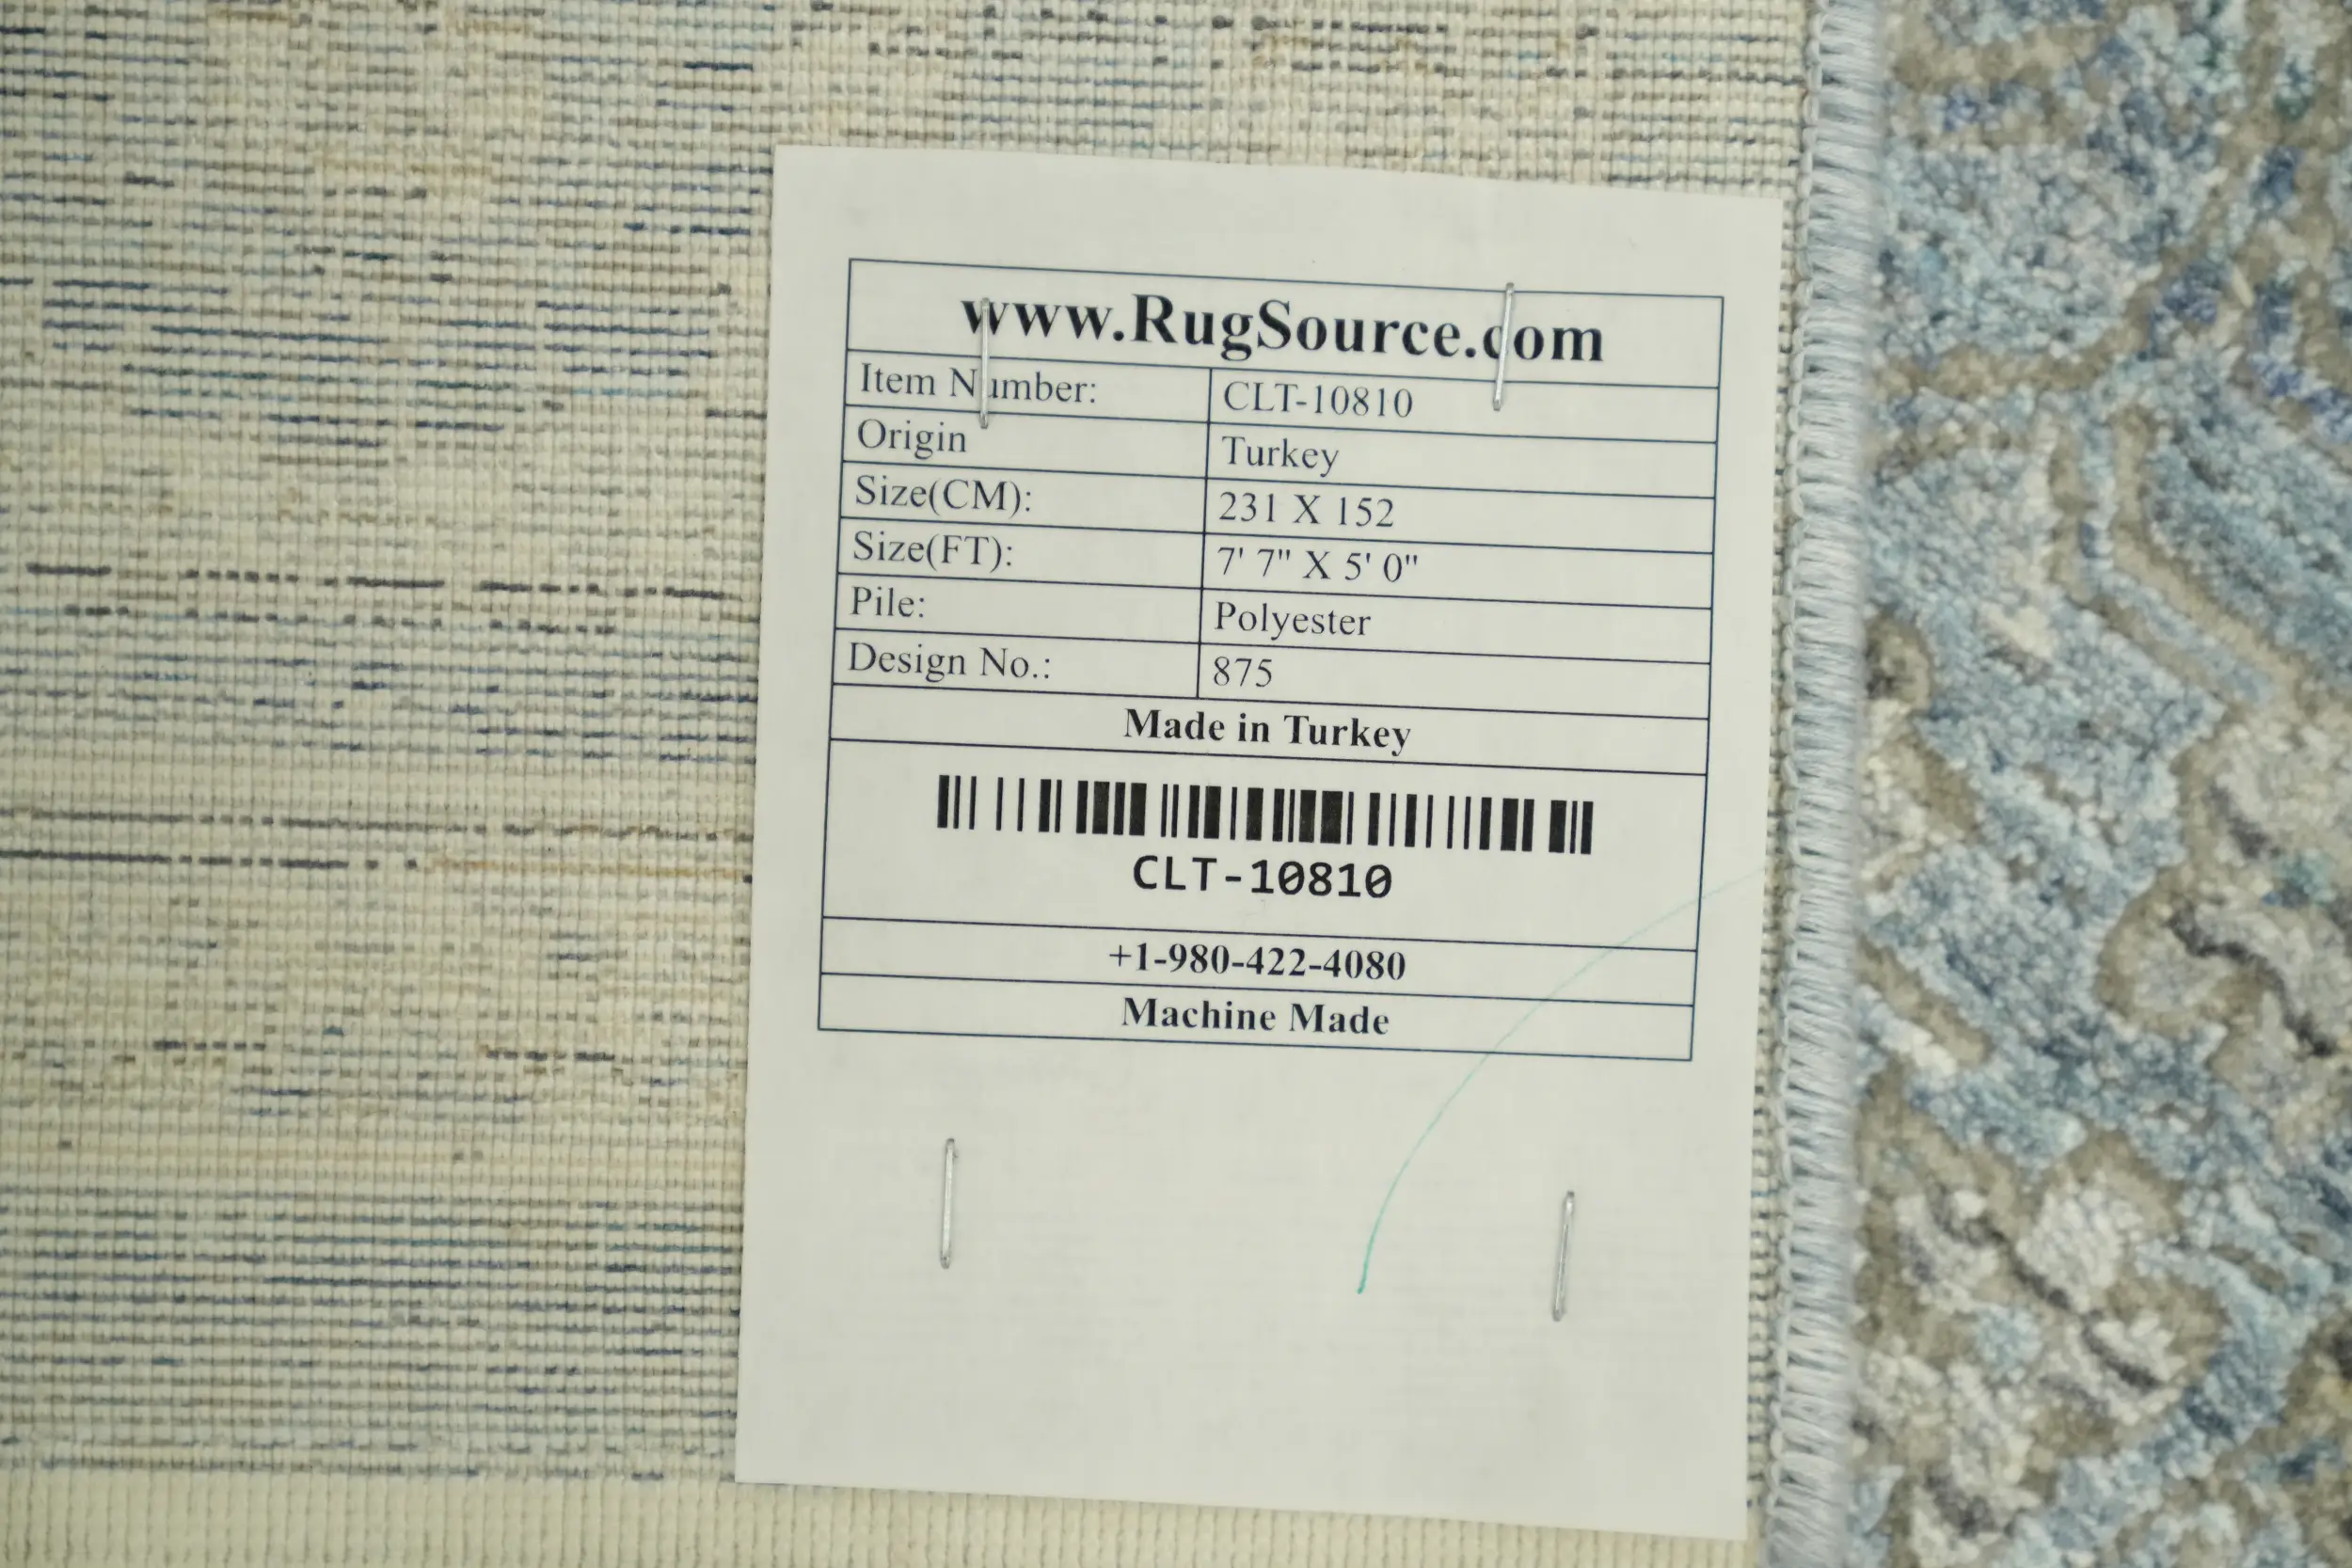 www.RugSource.com
Item Number: CLT-10810
Origin Turkey
Size(CM): 231 X 152
Size(FT): 7' 7" X 5' 0"
Pile: Polyester
Design No.: 875
Made in Turkey
CLT-10810
+1-980-422-4080
Machine Made